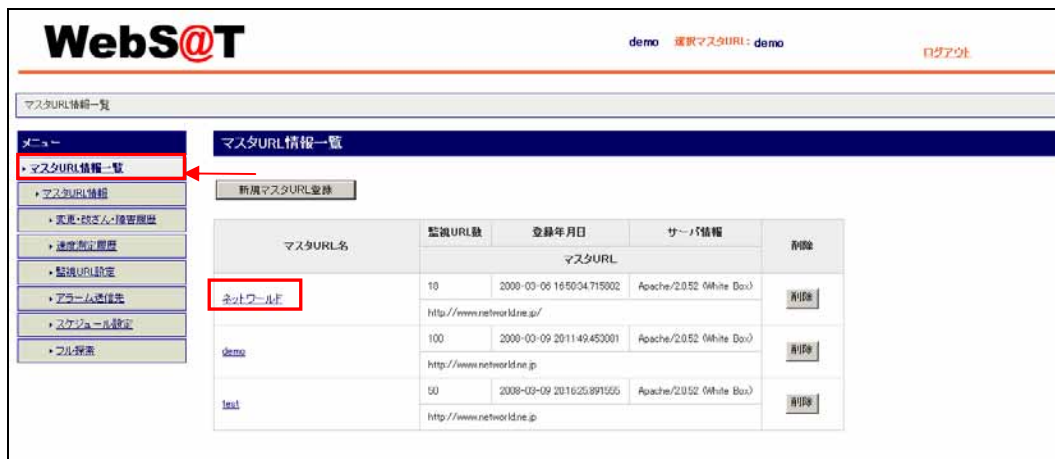 WebS@T
demo 選択マスタURL: demo
ログアウト
マスタURL情報一覧
メニュー
マスタURL情報一覧
マスタURL情報
変更・改ざん・障害履歴
速度測定履歴
監視URL設定
アラーム送信先
スケジュール設定
フル探索
マスタURL情報一覧
新規マスタURL登録
マスタURL名 監視URL数 登録年月日 サーバ情報 削除
マスタURL
ネットワールド 10 2008-03-06 16:50:34.715802 Apache/2.0.52 (White Box) 削除
http://www.networld.ne.jp/
demo 100 2008-03-09 20:11:49.453081 Apache/2.0.52 (White Box) 削除
http://www.networld.ne.jp
test 50 2008-03-09 20:16:25.891555 Apache/2.0.52 (White Box) 削除
http://www.networld.ne.jp